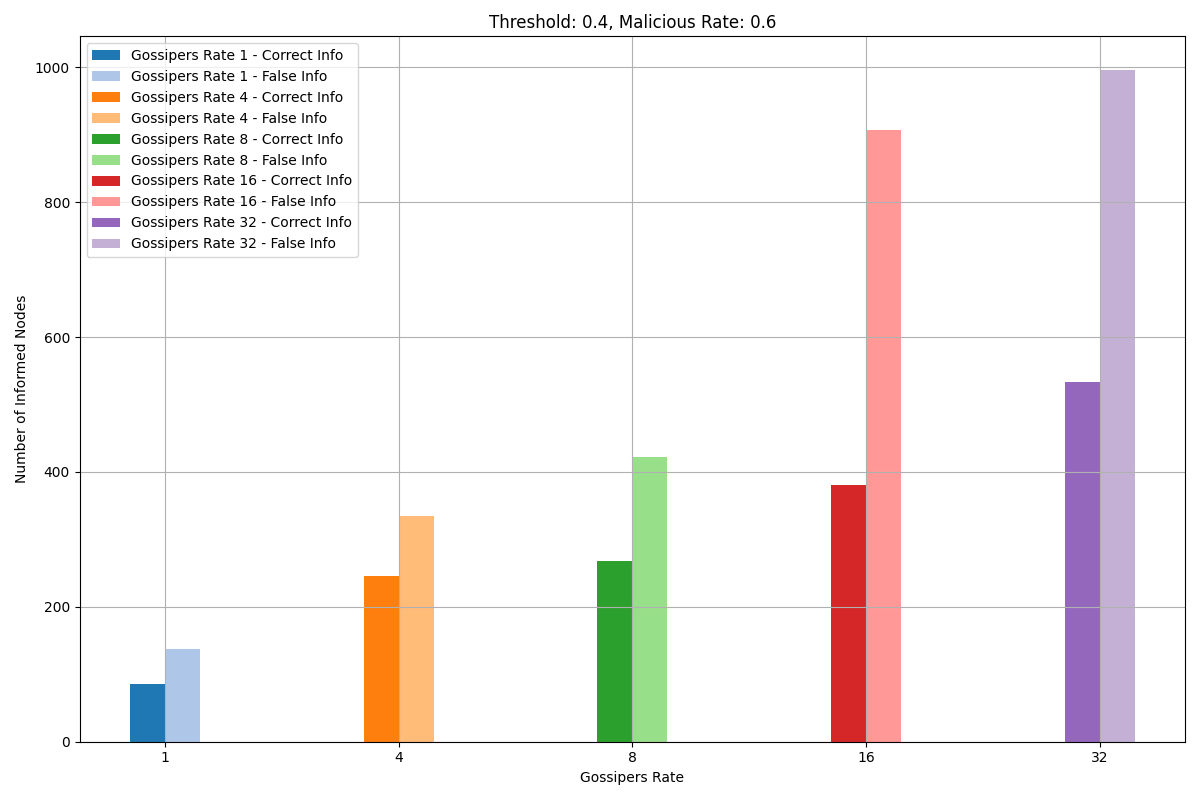 Threshold: 0.4, Malicious Rate: 0.6
Gossipers Rate 1 - Correct Info
Gossipers Rate 1 - False Info
Gossipers Rate 4 - Correct Info
Gossipers Rate 4 - False Info
Gossipers Rate 8 - Correct Info
Gossipers Rate 8 - False Info
Gossipers Rate 16 - Correct Info
Gossipers Rate 16 - False Info
Gossipers Rate 32 - Correct Info
Gossipers Rate 32 - False Info
Number of Informed Nodes
1000
800
600
400
200
0
1 4 8 16 32
Gossipers Rate